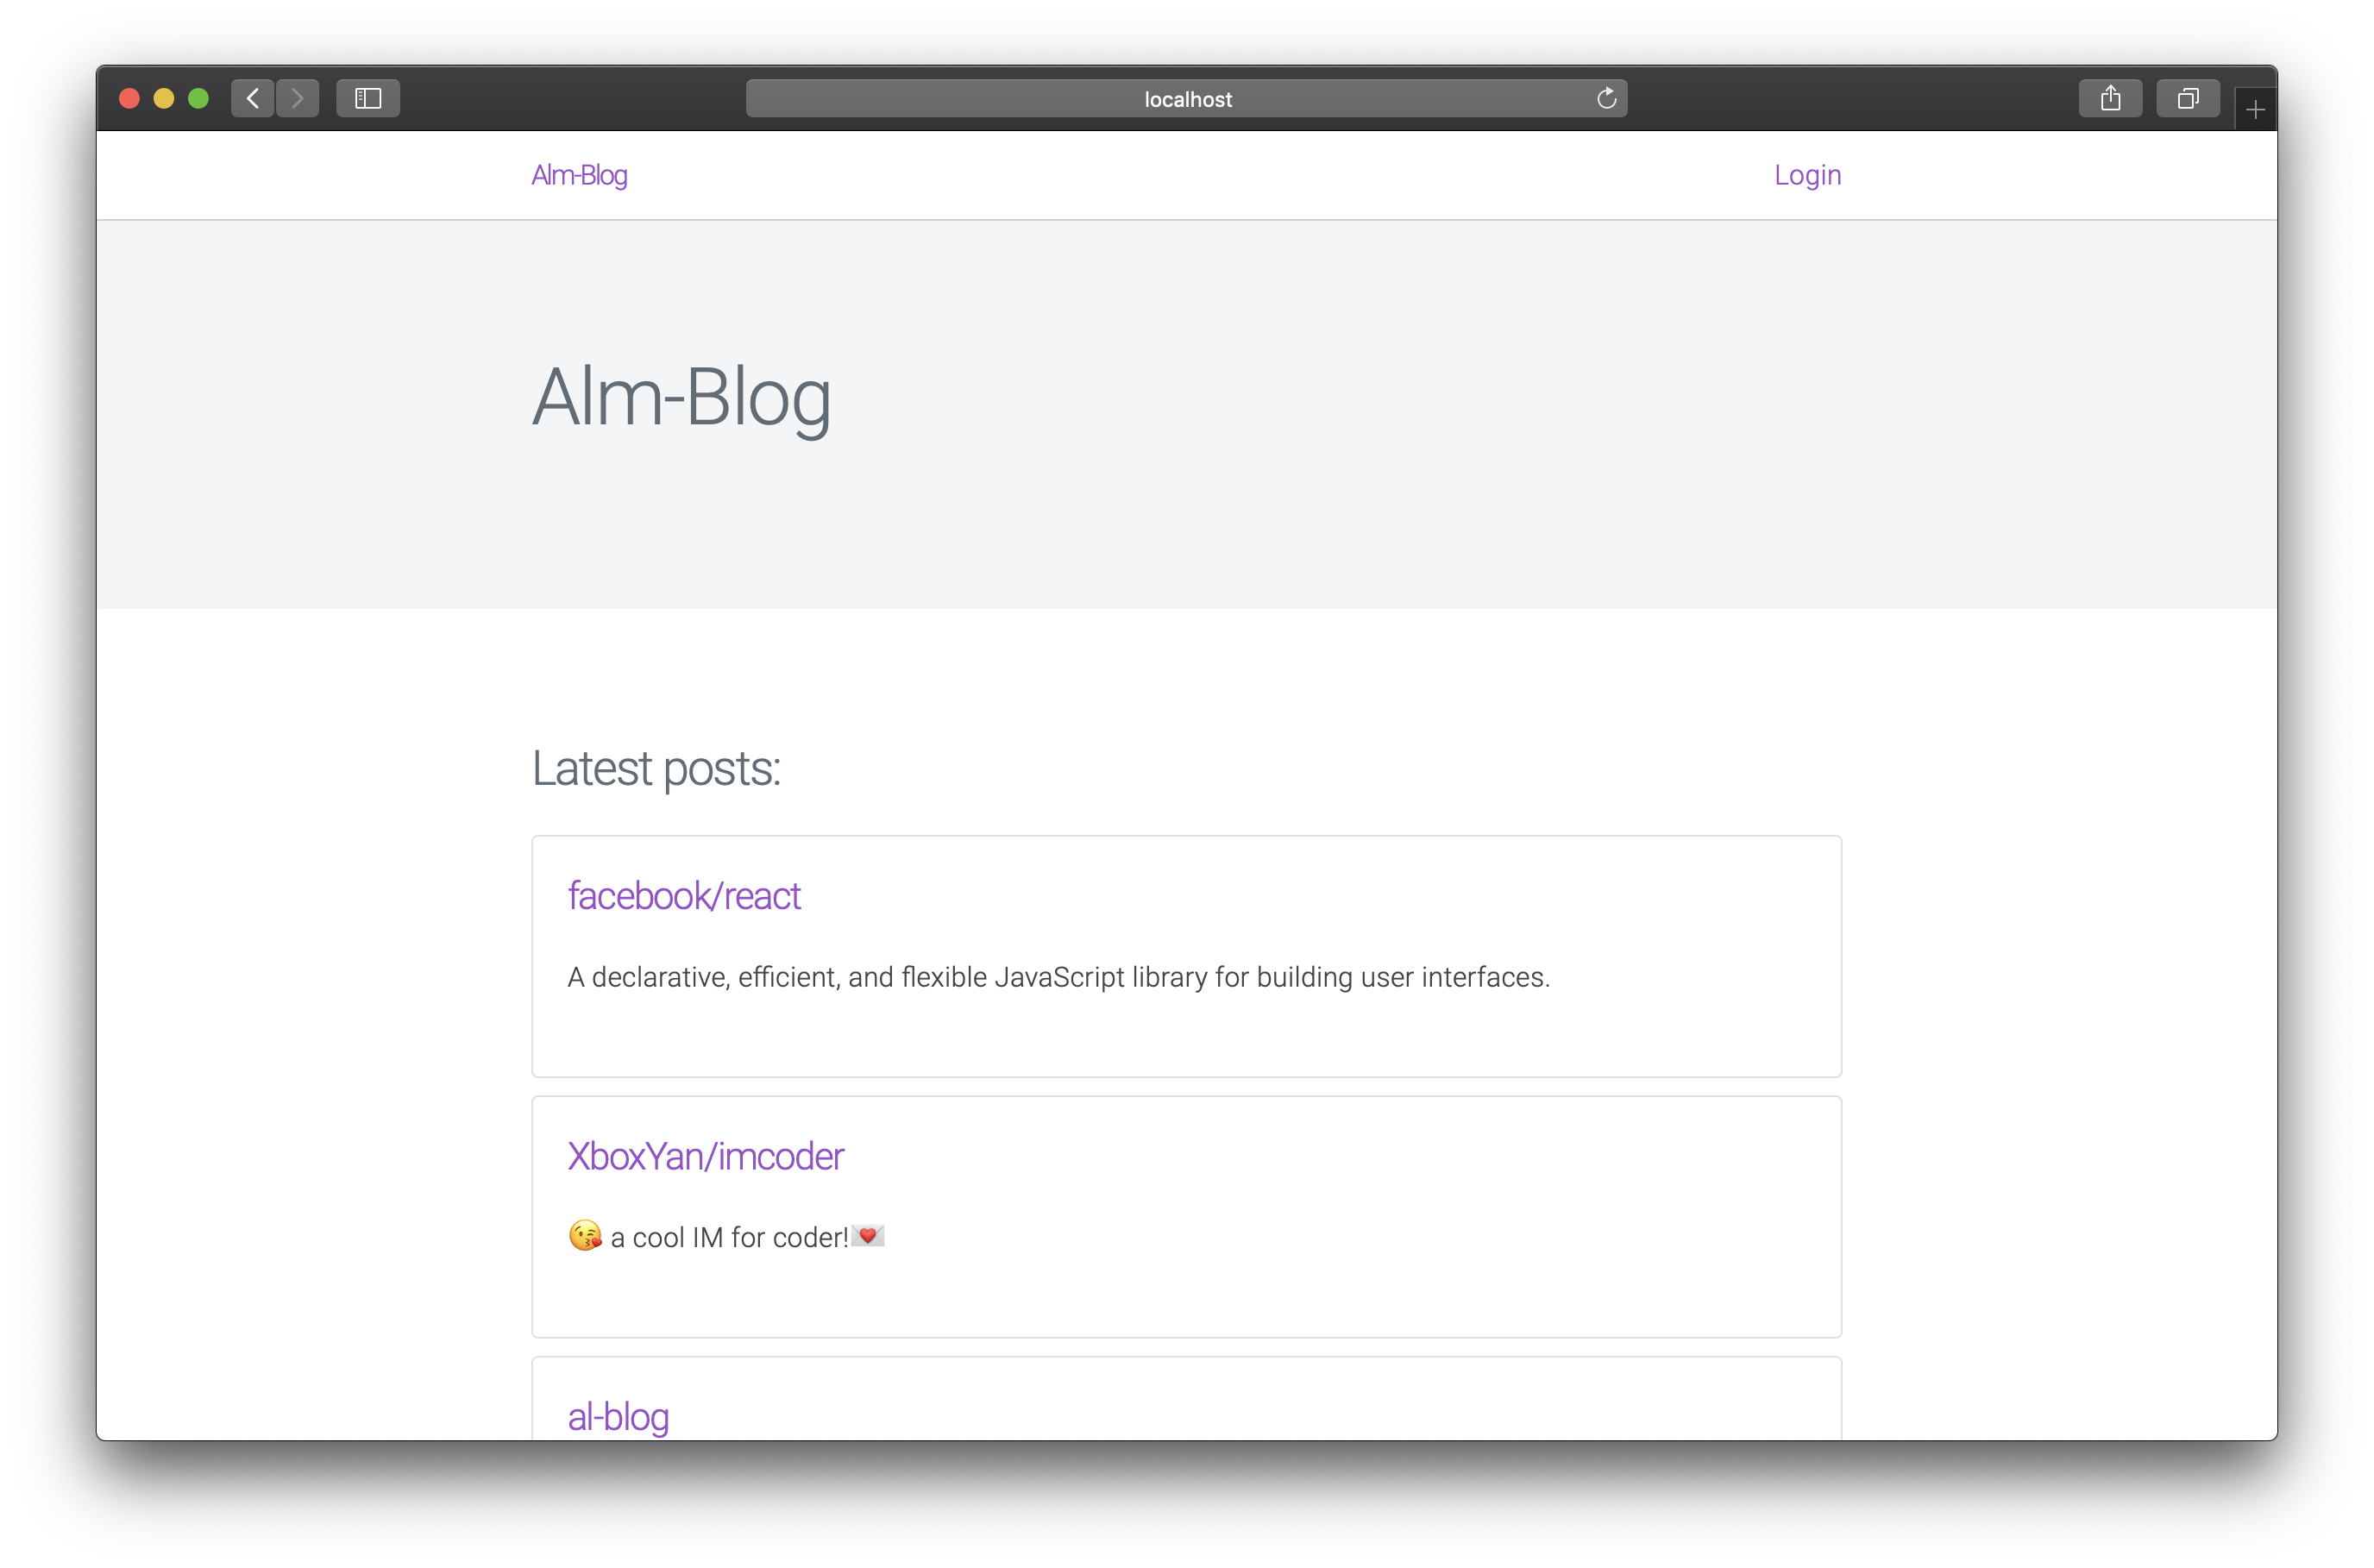 localhost
Alm-Blog
Login
Alm-Blog
Latest posts:
facebook/react
A declarative, efficient, and flexible JavaScript library for building user interfaces.
XboxYan/imcoder
😘 a cool IM for coder!💌
al-blog